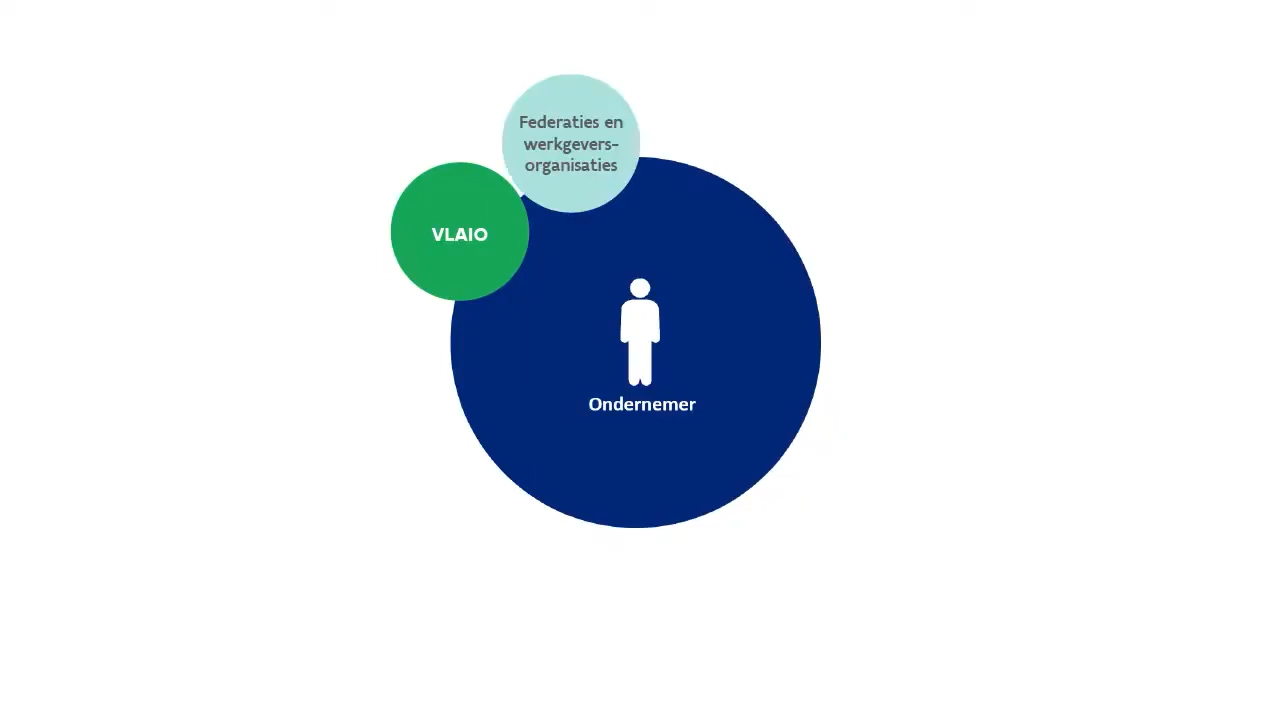 Federaties en
werkgevers-
organisaties
VLAIO
Ondernemer